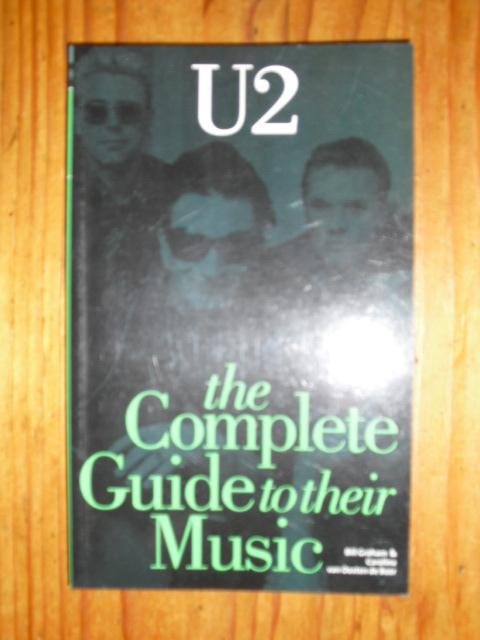 U2
the
Complete
Guide to their
Music
Bill Graham &
Caroline
van Oosten de Boer